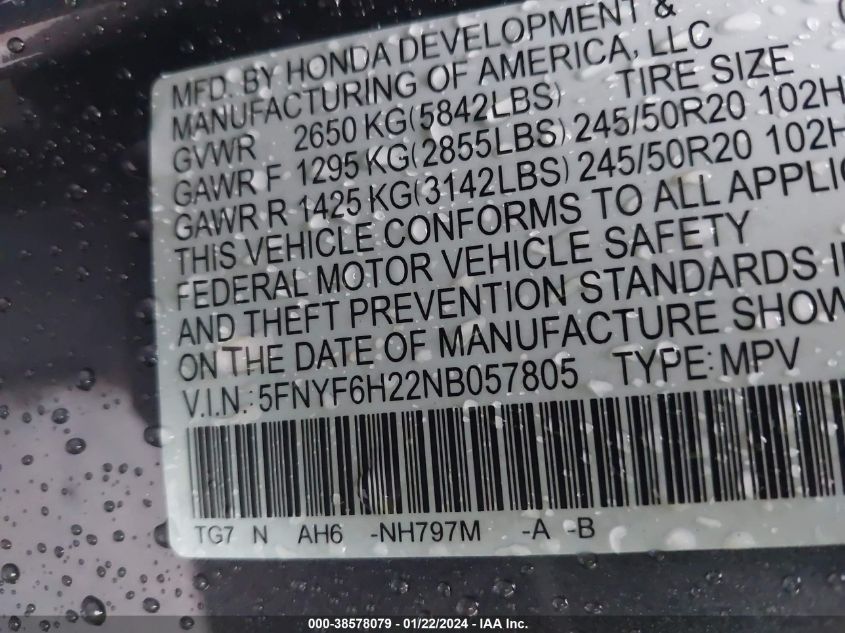 MFD. BY HONDA DEVELOPMENT &
MANUFACTURING OF AMERICA, LLC
GVWR 2650 KG(5842LBS) TIRE SIZE
GAWR F 1295 KG(2855LBS) 245/50R20 102H
GAWR R 1425 KG(3142LBS) 245/50R20 102H
THIS VEHICLE CONFORMS TO ALL APPLIC
FEDERAL MOTOR VEHICLE SAFETY
AND THEFT PREVENTION STANDARDS I
ON THE DATE OF MANUFACTURE SHOW
V.I.N.: 5FNYF6H22NB057805 TYPE: MPV
TG7 N AH6 -NH797M -A -B
000-38578079 - 01/22/2024 - IAA Inc.